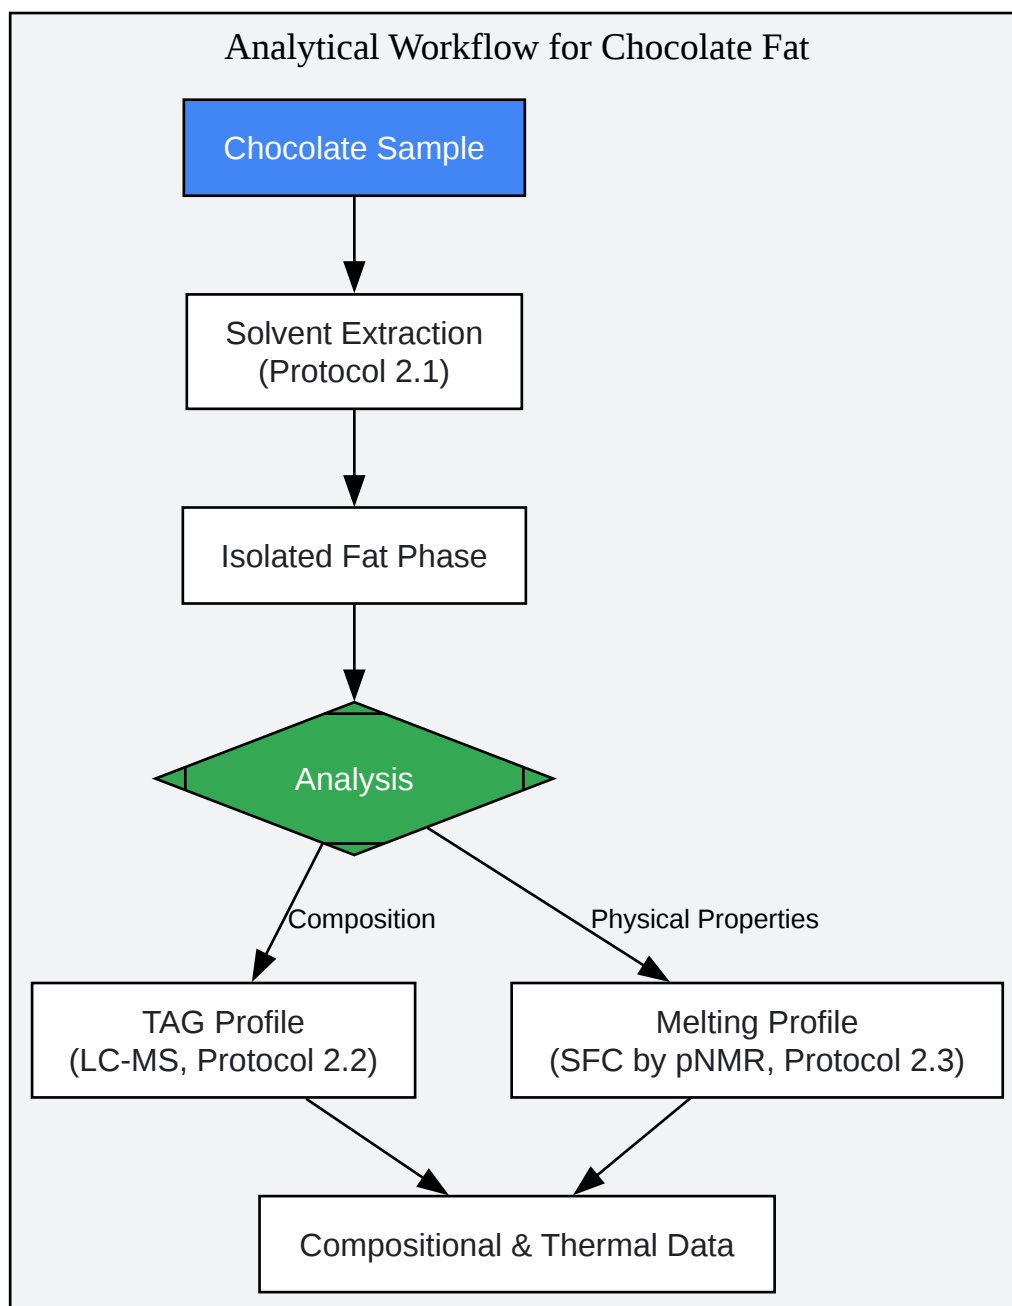 Analytical Workflow for Chocolate Fat
Chocolate Sample
Solvent Extraction
(Protocol 2.1)
Isolated Fat Phase
Analysis
Composition
Physical Properties
TAG Profile
(LC-MS, Protocol 2.2)
Melting Profile
(SFC by pNMR, Protocol 2.3)
Compositional & Thermal Data